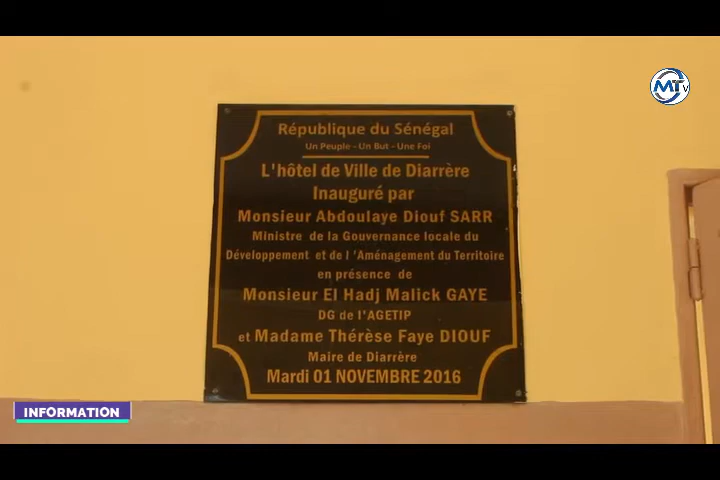 MTv
République du Sénégal
Un Peuple - Un But - Une Foi
L'hôtel de Ville de Diarrère
Inauguré par
Monsieur Abdoulaye Diouf SARR
Ministre de la Gouvernance locale du
Développement et de l'Aménagement du Territoire
en présence de
Monsieur El Hadj Malick GAYE
DG de l'AGETIP
et Madame Thérèse Faye DIOUF
Maire de Diarrère
Mardi 01 NOVEMBRE 2016
INFORMATION